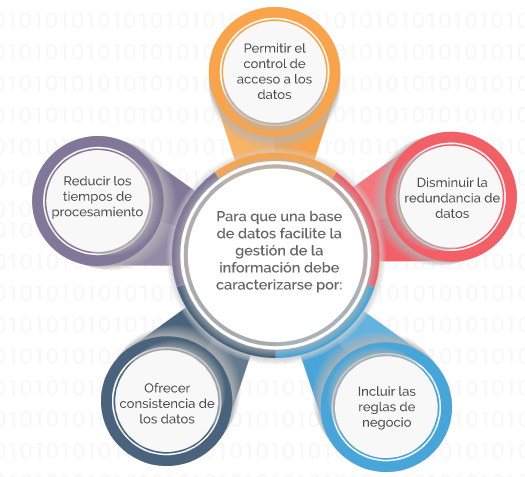 Permitir el
control de
acceso a los
datos
Reducir los
tiempos de
procesamiento
Disminuir la
redundancia de
datos
Para que una base
de datos facilite la
gestión de la
información debe
caracterizarse por:
Ofrecer
consistencia de
los datos
Incluir las
reglas de
negocio